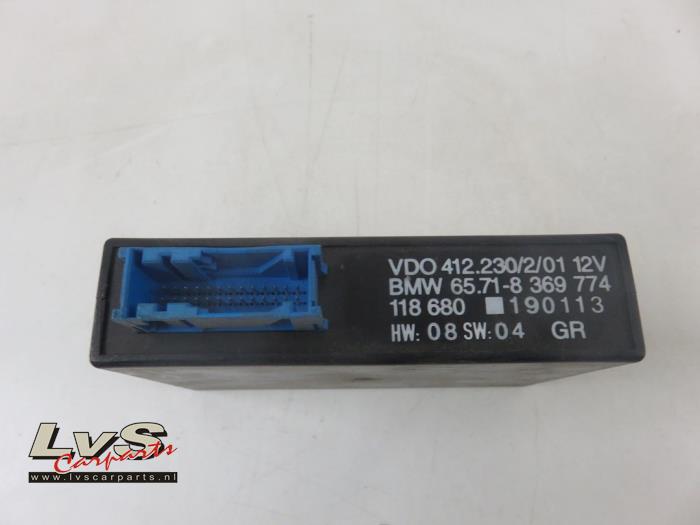 VDO 412.230/2/01 12V
BMW 65.71-8 369 774
118 680 190113
HW: 08 SW: 04 GR
LvS
Carparts
www.lvscarparts.nl